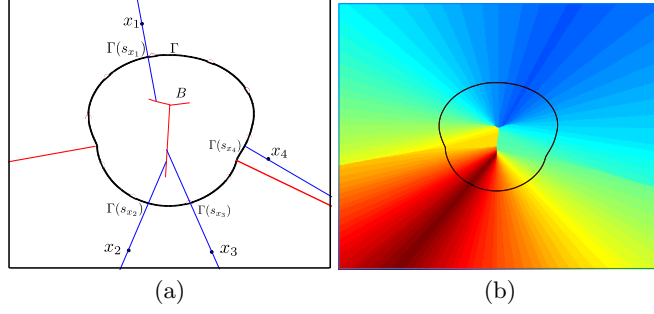 x₁
Γ(s_{x₁}) Γ
B
Γ(s_{x₄}) x₄
Γ(s_{x₂}) Γ(s_{x₃})
x₂ x₃
(a) (b)